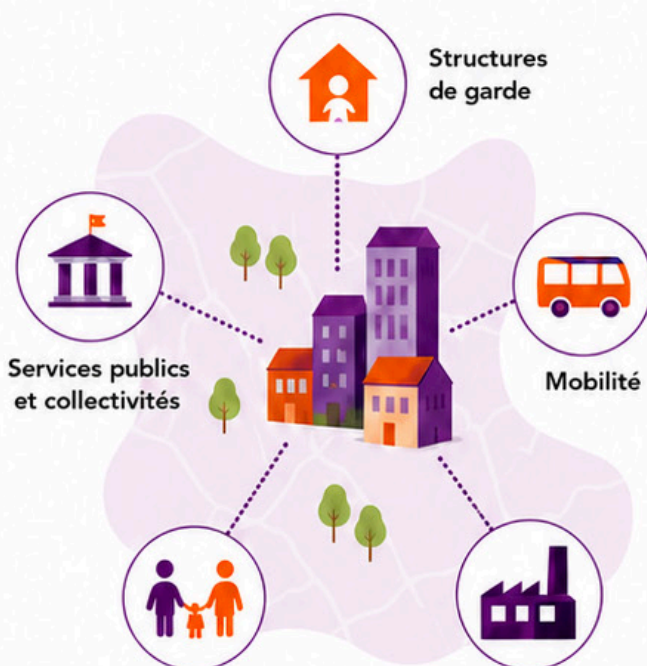 Structures
de garde
Services publics
et collectivités
Mobilité